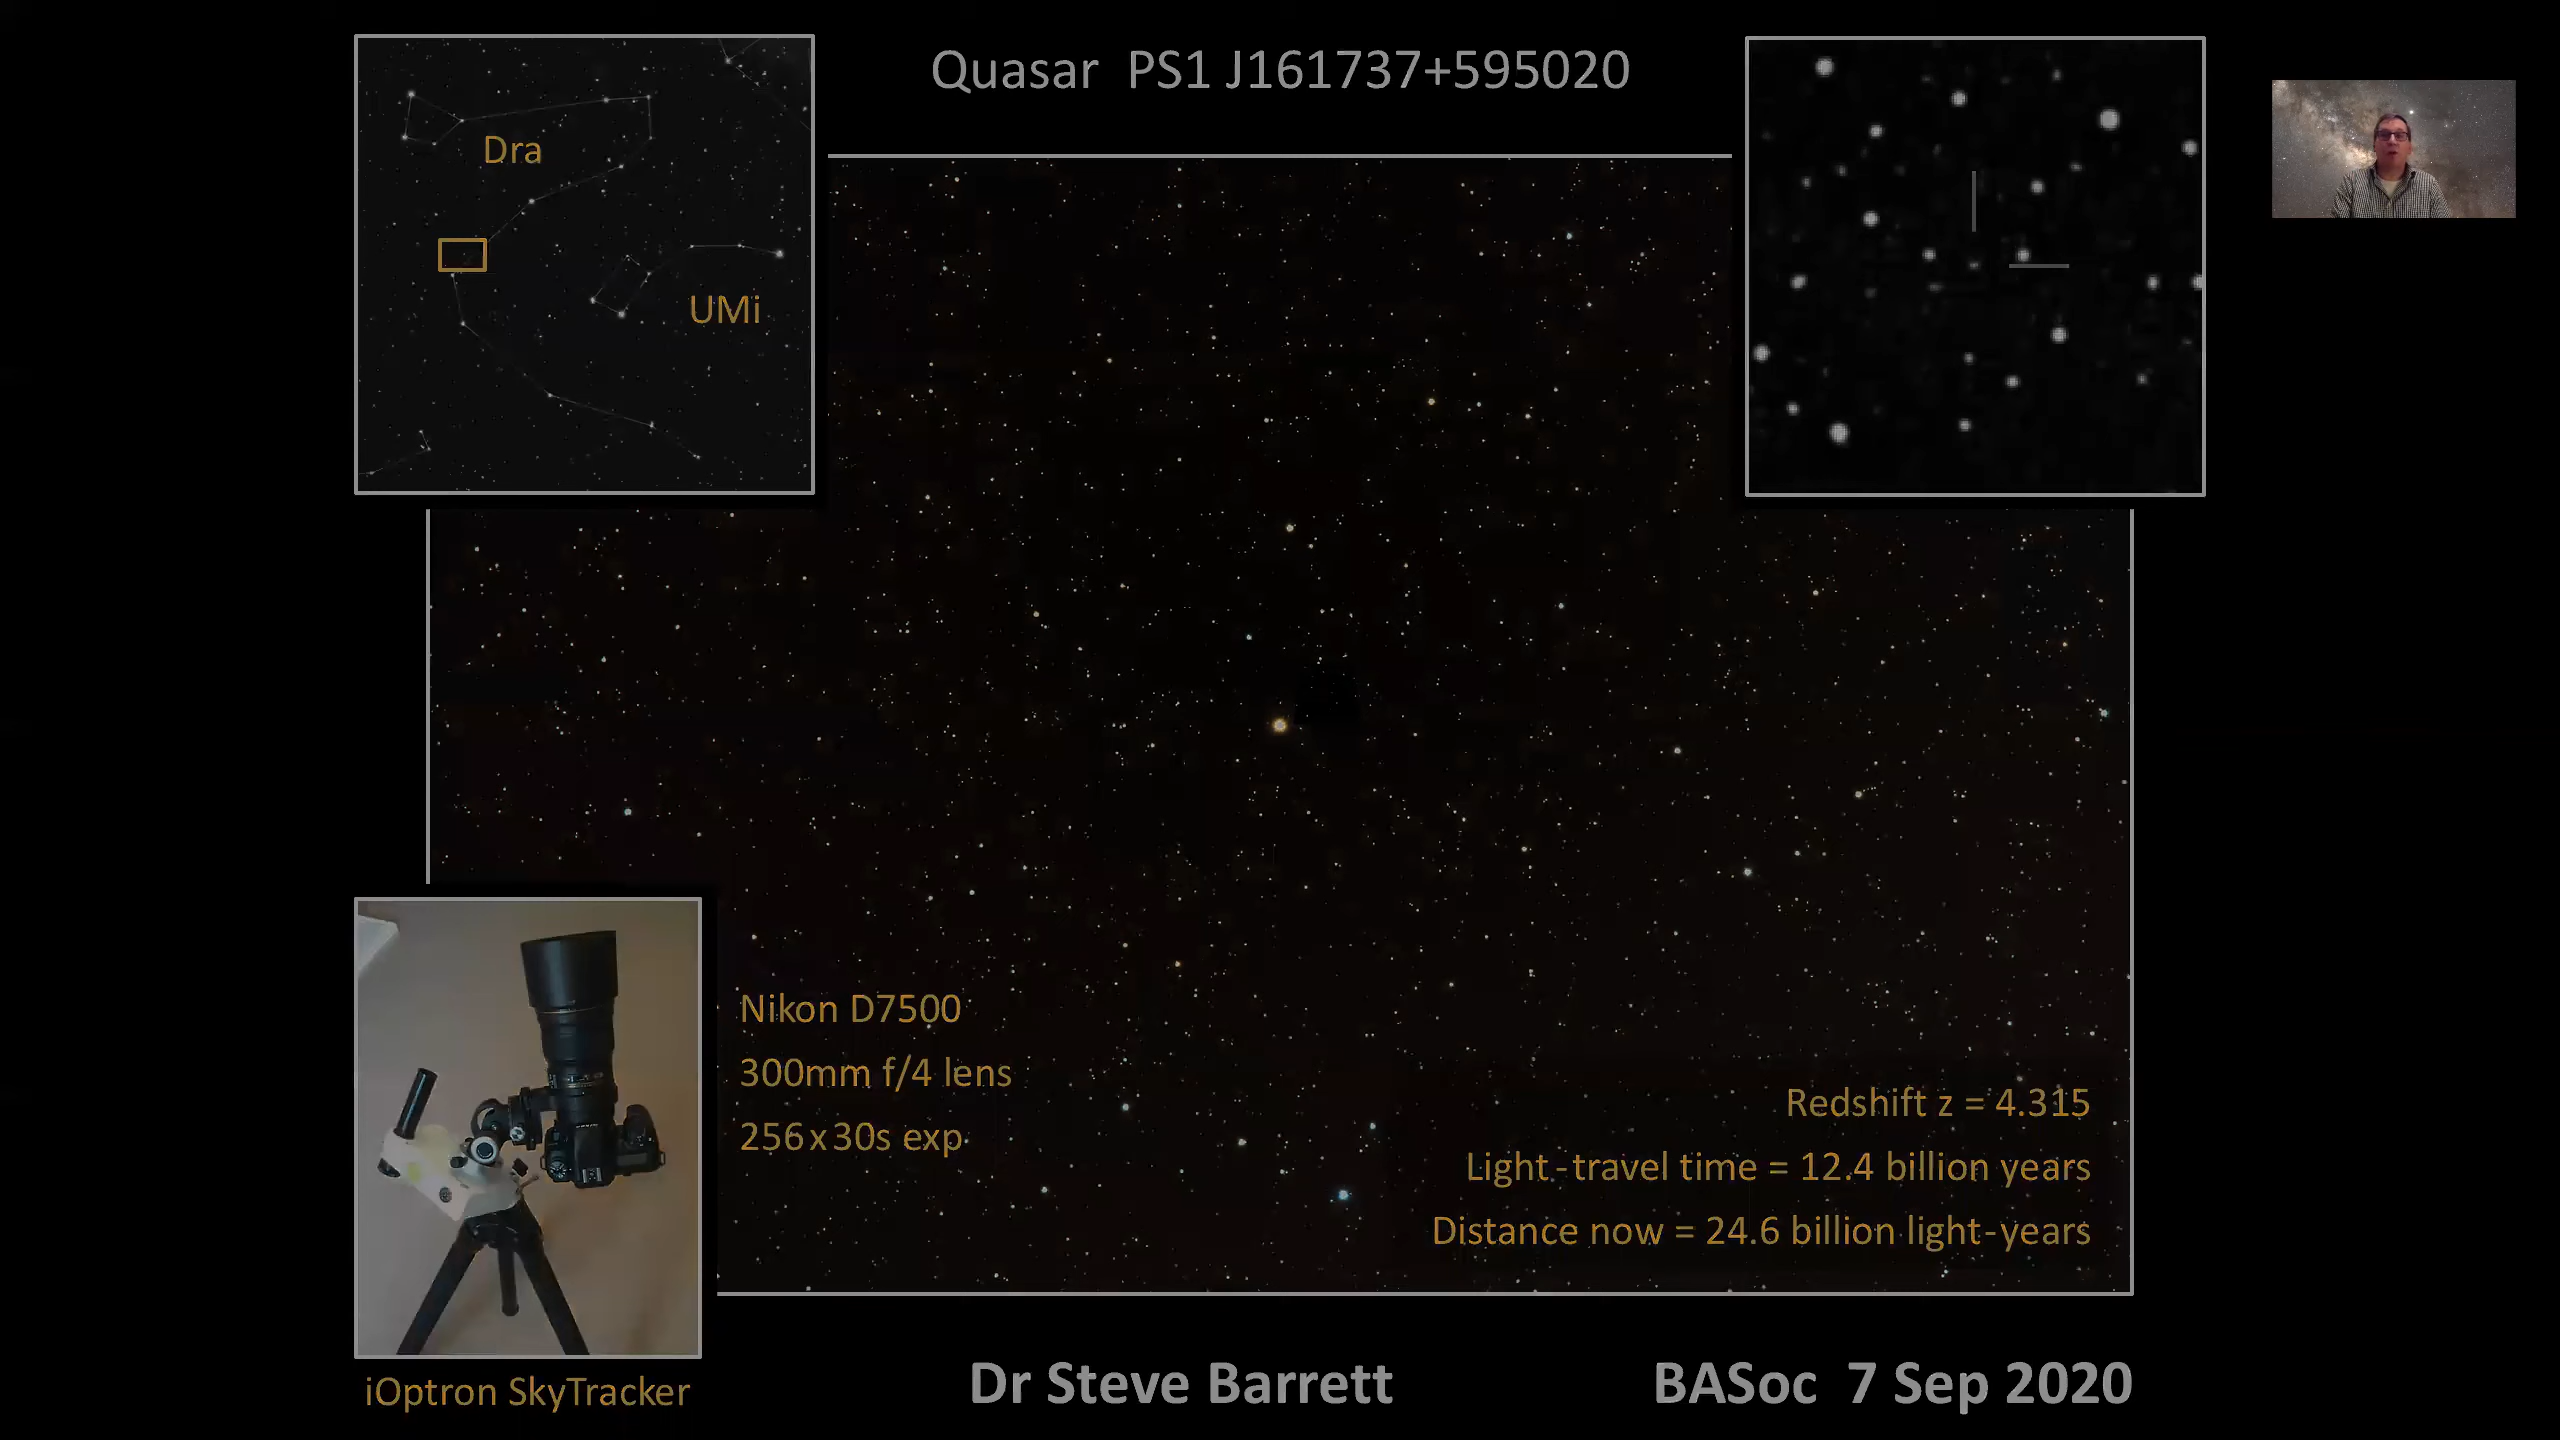 Quasar PS1 J161737+595020
Dra
UMi
Nikon D7500
300mm f/4 lens
256x30s exp
Redshift z = 4.315
Light-travel time = 12.4 billion years
Distance now = 24.6 billion light-years
iOptron SkyTracker
Dr Steve Barrett
BASoc 7 Sep 2020